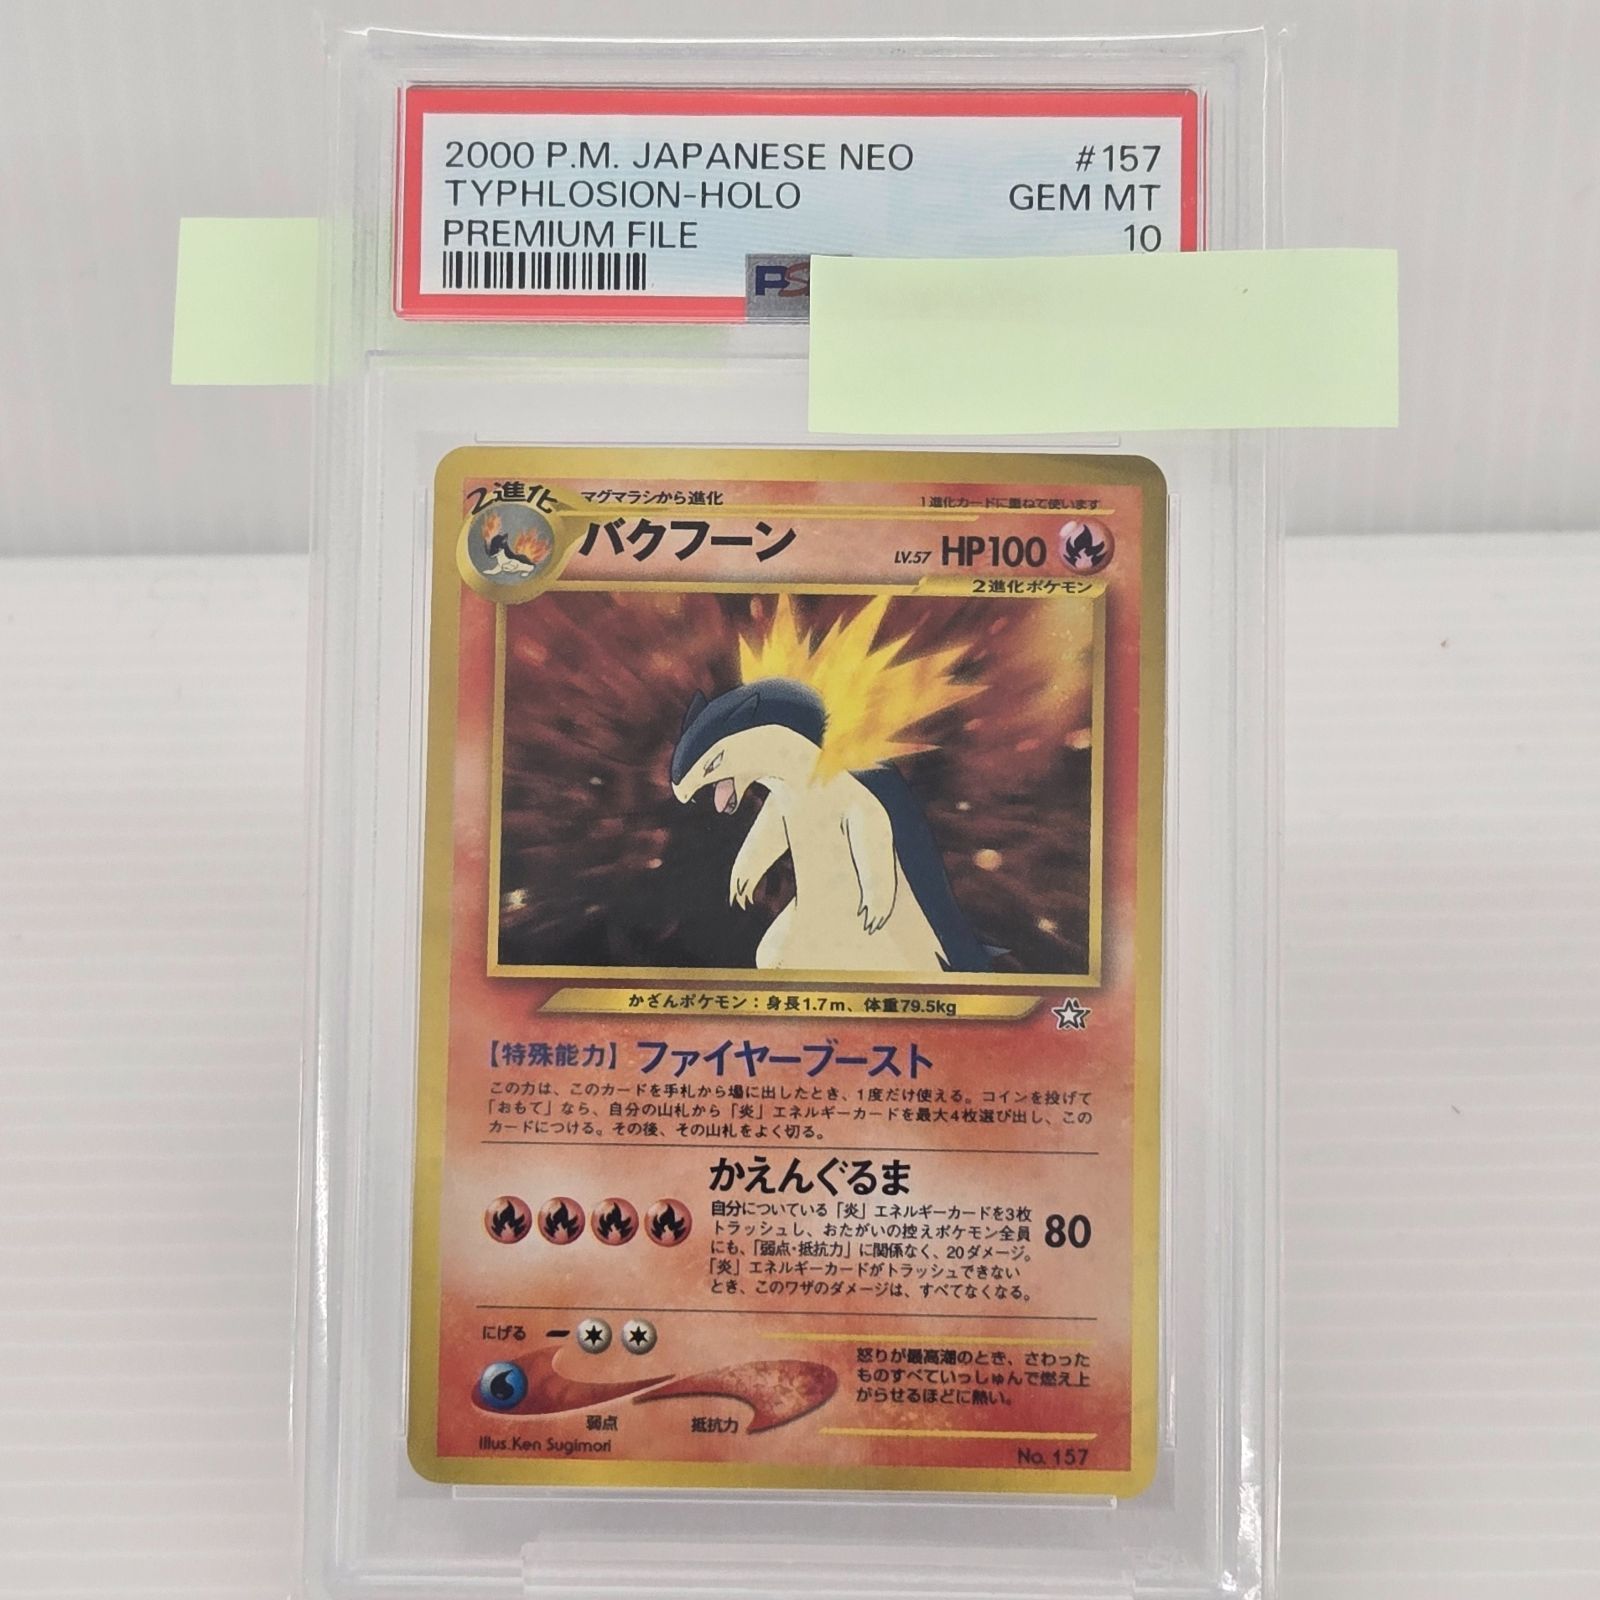 2000 P.M. JAPANESE NEO #157
TYPHLOSION-HOLO GEM MT
PREMIUM FILE 10
PS
2進化
マグマラシから進化
1進化カードに重ねて使います
バクフーン LV.57 HP100
2進化ポケモン
かざんポケモン：身長1.7m、体重79.5kg
【特殊能力】ファイヤーブースト
この力は、このカードを手札から場に出したとき、1度だけ使える。コインを投げて
「おもて」なら、自分の山札から「炎」エネルギーカードを最大4枚選び出し、この
カードにつける。その後、その山札をよく切る。
かえんぐるま
自分についている「炎」エネルギーカードを3枚
トラッシュし、おたがいの控えポケモン全員
にも、「弱点・抵抗力」に関係なく、20ダメージ。
「炎」エネルギーカードがトラッシュできない
とき、このワザのダメージは、すべてなくなる。
80
にげる
弱点
抵抗力
怒りが最高潮のとき、さわった
ものすべていっしゅんで燃え上
がらせるほどに熱い。
Illus.Ken Sugimori
No. 157